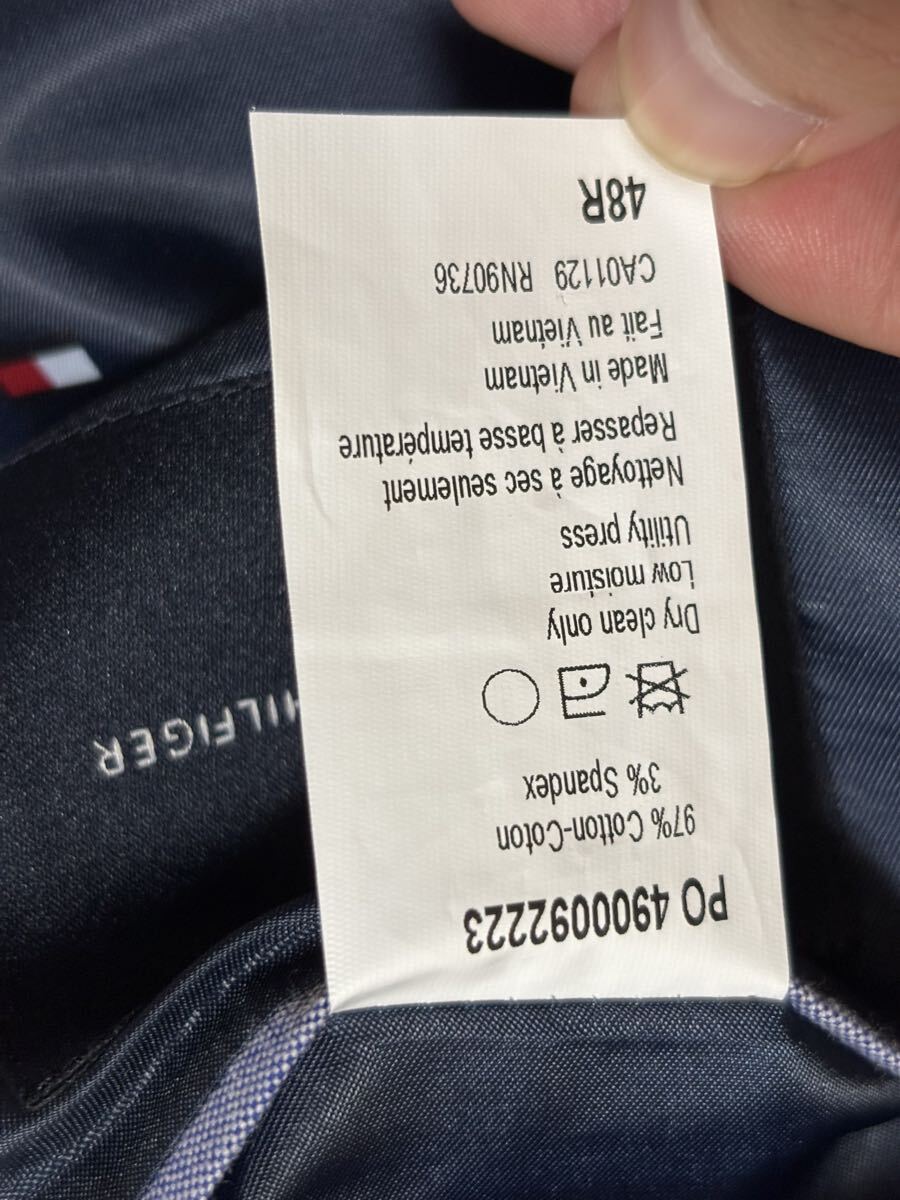 PO 4900092223
97% Cotton-Coton
3% Spandex
Dry clean only
Low moisture
Utility press
Nettoyage à sec seulement
Repasser à basse température
Made in Vietnam
Fait au Vietnam
CA01129 RN90736
48R
HILFIGER